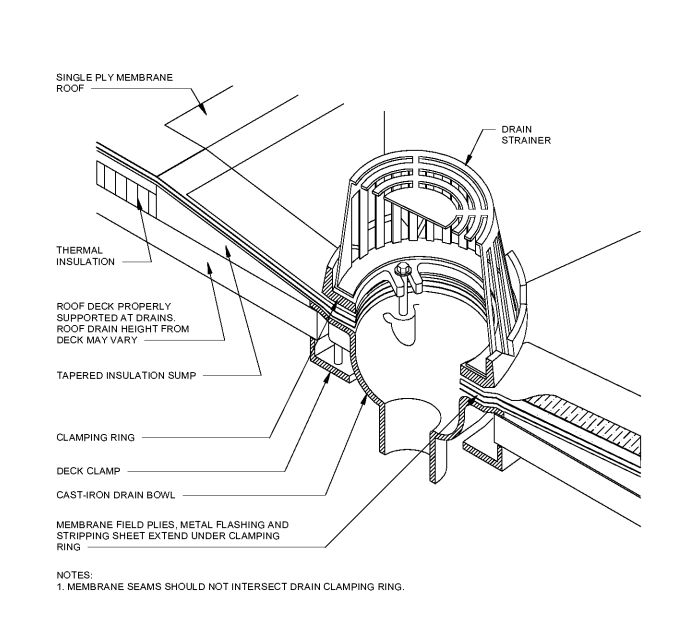 SINGLE PLY MEMBRANE
ROOF
DRAIN
STRAINER
THERMAL
INSULATION
ROOF DECK PROPERLY
SUPPORTED AT DRAINS.
ROOF DRAIN HEIGHT FROM
DECK MAY VARY
TAPERED INSULATION SUMP
CLAMPING RING
DECK CLAMP
CAST-IRON DRAIN BOWL
MEMBRANE FIELD PLIES, METAL FLASHING AND
STRIPPING SHEET EXTEND UNDER CLAMPING
RING
NOTES:
1. MEMBRANE SEAMS SHOULD NOT INTERSECT DRAIN CLAMPING RING.